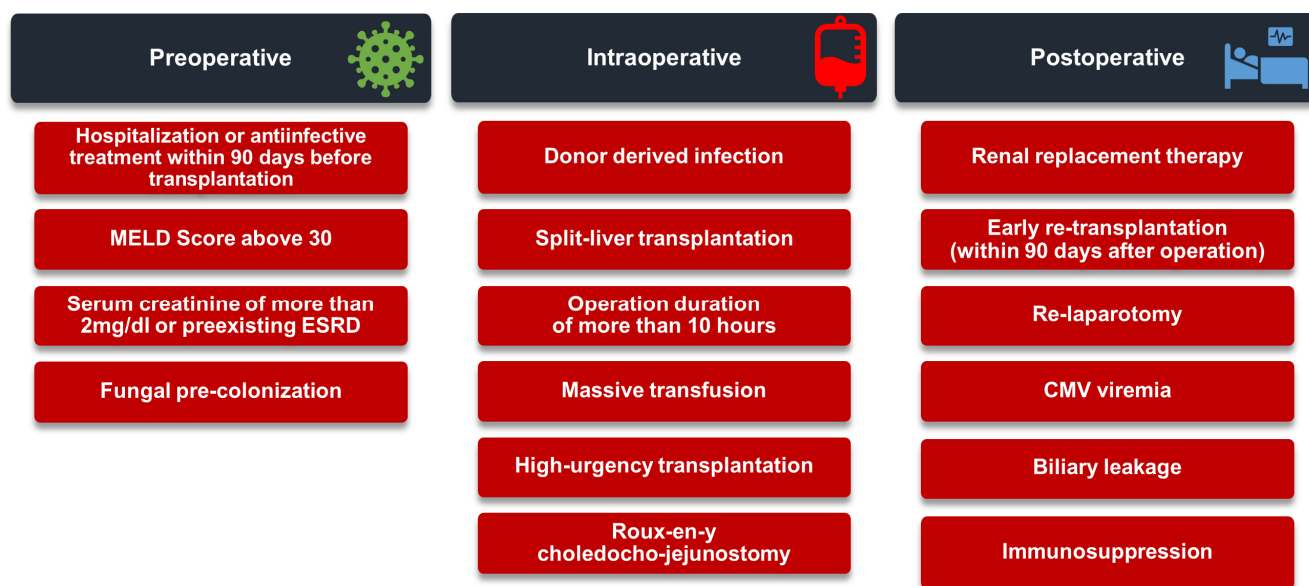 Preoperative
Hospitalization or antiinfective
treatment within 90 days before
transplantation
MELD Score above 30
Serum creatinine of more than
2mg/dl or preexisting ESRD
Fungal pre-colonization
Intraoperative
Donor derived infection
Split-liver transplantation
Operation duration
of more than 10 hours
Massive transfusion
High-urgency transplantation
Roux-en-y
choledocho-jejunostomy
Postoperative
Renal replacement therapy
Early re-transplantation
(within 90 days after operation)
Re-laparotomy
CMV viremia
Biliary leakage
Immunosuppression